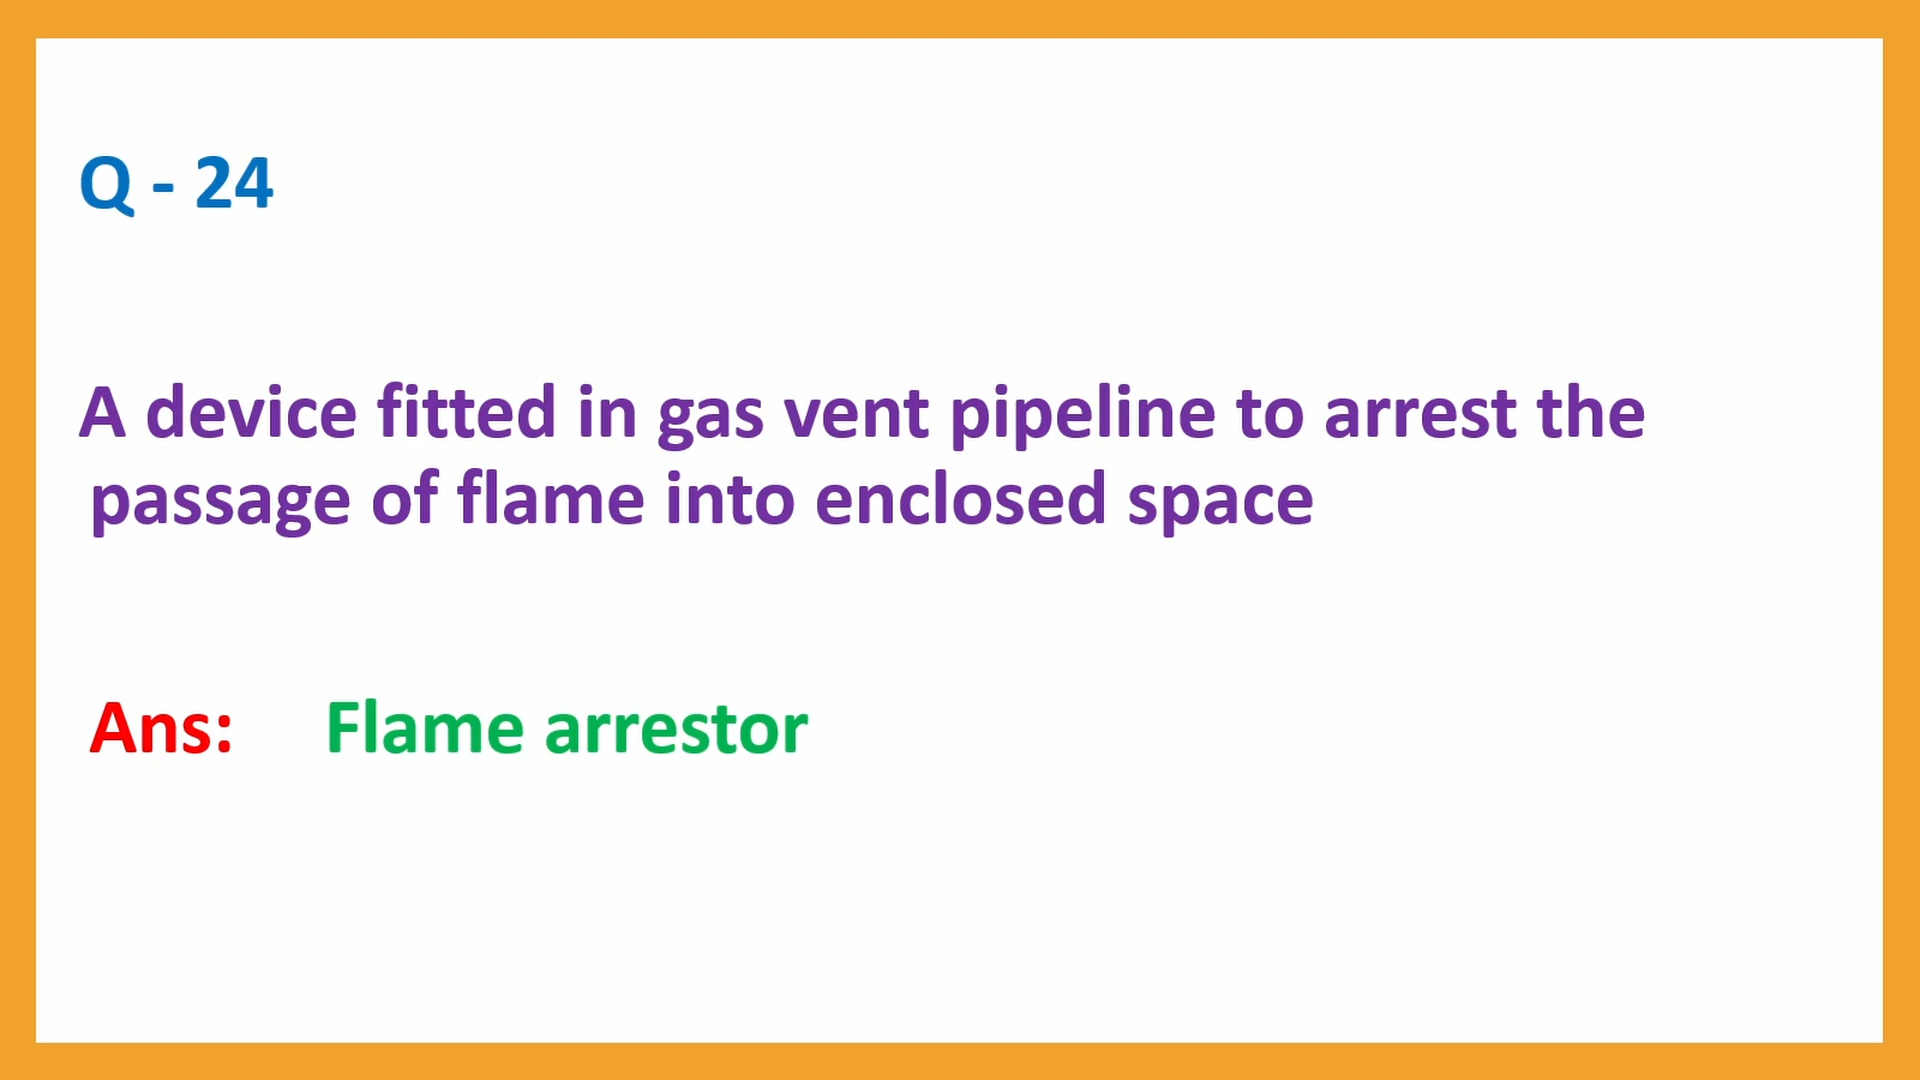 Q - 24
A device fitted in gas vent pipeline to arrest the
passage of flame into enclosed space
Ans: Flame arrestor